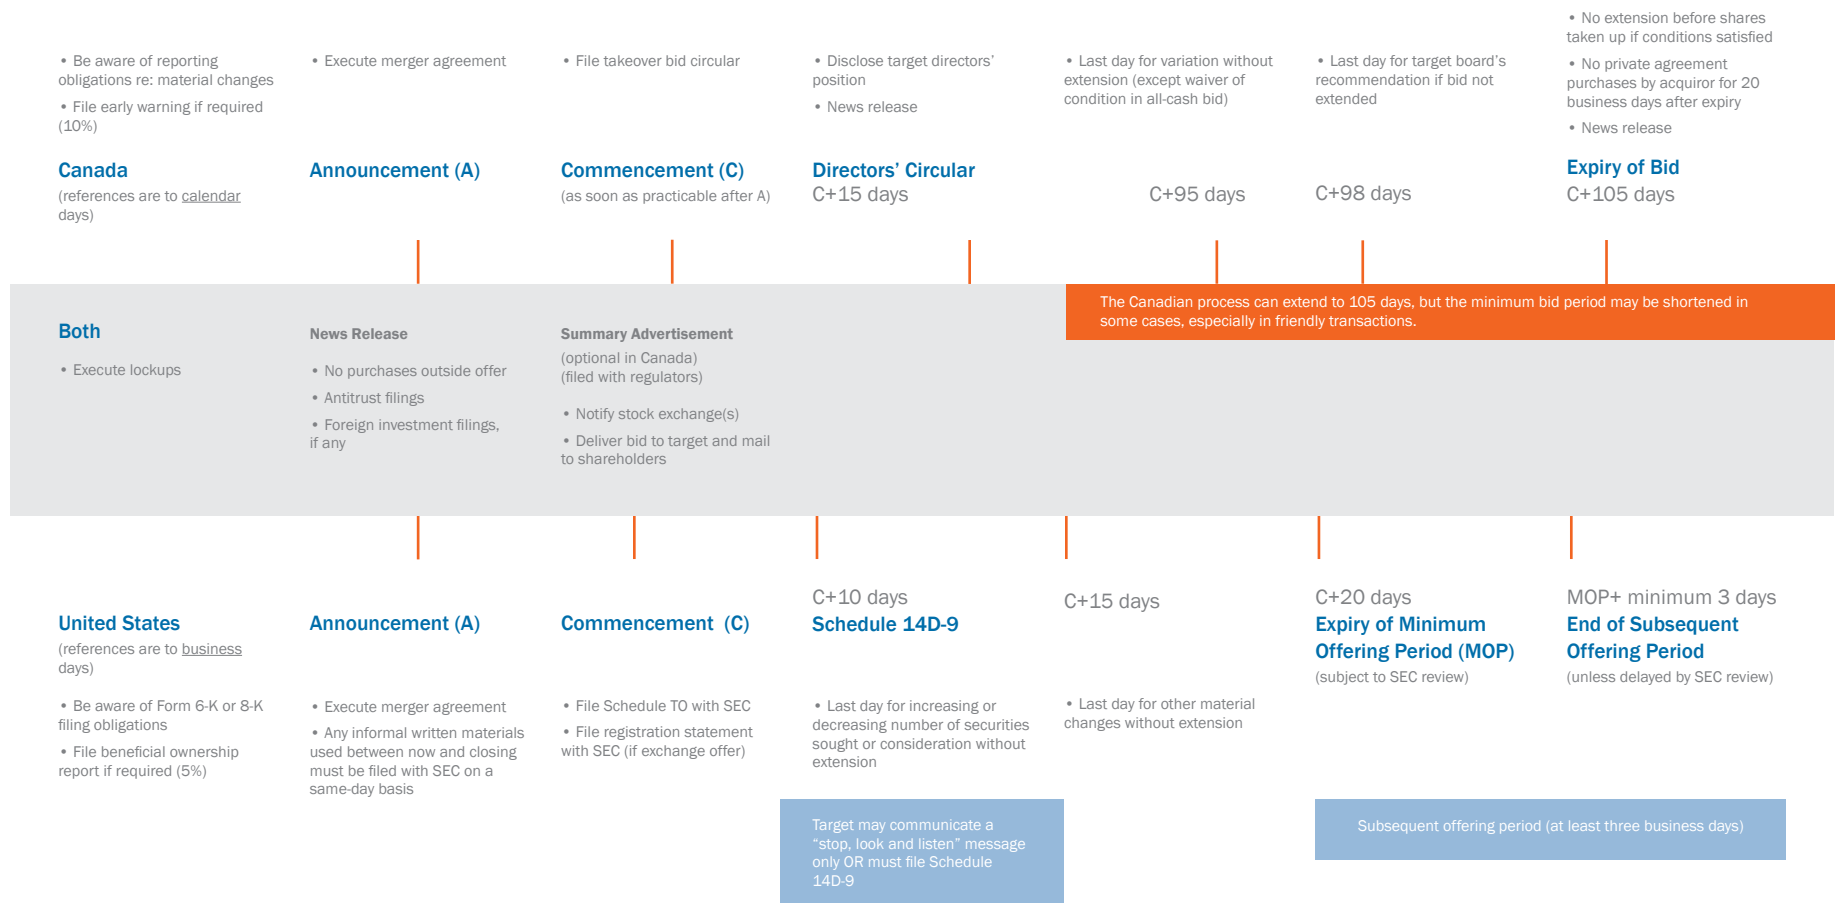 • Be aware of reporting
obligations re: material changes
• File early warning if required
(10%)
• Execute merger agreement
• File takeover bid circular
• Disclose target directors’
position
• News release
• Last day for variation without
extension (except waiver of
condition in all-cash bid)
• Last day for target board’s
recommendation if bid not
extended
• No extension before shares
taken up if conditions satisfied
• No private agreement
purchases by acquiror for 20
business days after expiry
• News release
Canada
(references are to calendar
days)
Announcement (A)
Commencement (C)
(as soon as practicable after A)
Directors’ Circular
C+15 days
C+95 days
C+98 days
Expiry of Bid
C+105 days
The Canadian process can extend to 105 days, but the minimum bid period may be shortened in
some cases, especially in friendly transactions.
Both
• Execute lockups
News Release
• No purchases outside offer
• Antitrust filings
• Foreign investment filings,
if any
Summary Advertisement
(optional in Canada)
(filed with regulators)
• Notify stock exchange(s)
• Deliver bid to target and mail
to shareholders
United States
(references are to business
days)
• Be aware of Form 6-K or 8-K
filing obligations
• File beneficial ownership
report if required (5%)
Announcement (A)
• Execute merger agreement
• Any informal written materials
used between now and closing
must be filed with SEC on a
same-day basis
Commencement (C)
• File Schedule TO with SEC
• File registration statement
with SEC (if exchange offer)
C+10 days
Schedule 14D-9
• Last day for increasing or
decreasing number of securities
sought or consideration without
extension
Target may communicate a
“stop, look and listen” message
only OR must file Schedule
14D-9
C+15 days
• Last day for other material
changes without extension
C+20 days
Expiry of Minimum
Offering Period (MOP)
(subject to SEC review)
MOP+ minimum 3 days
End of Subsequent
Offering Period
(unless delayed by SEC review)
Subsequent offering period (at least three business days)